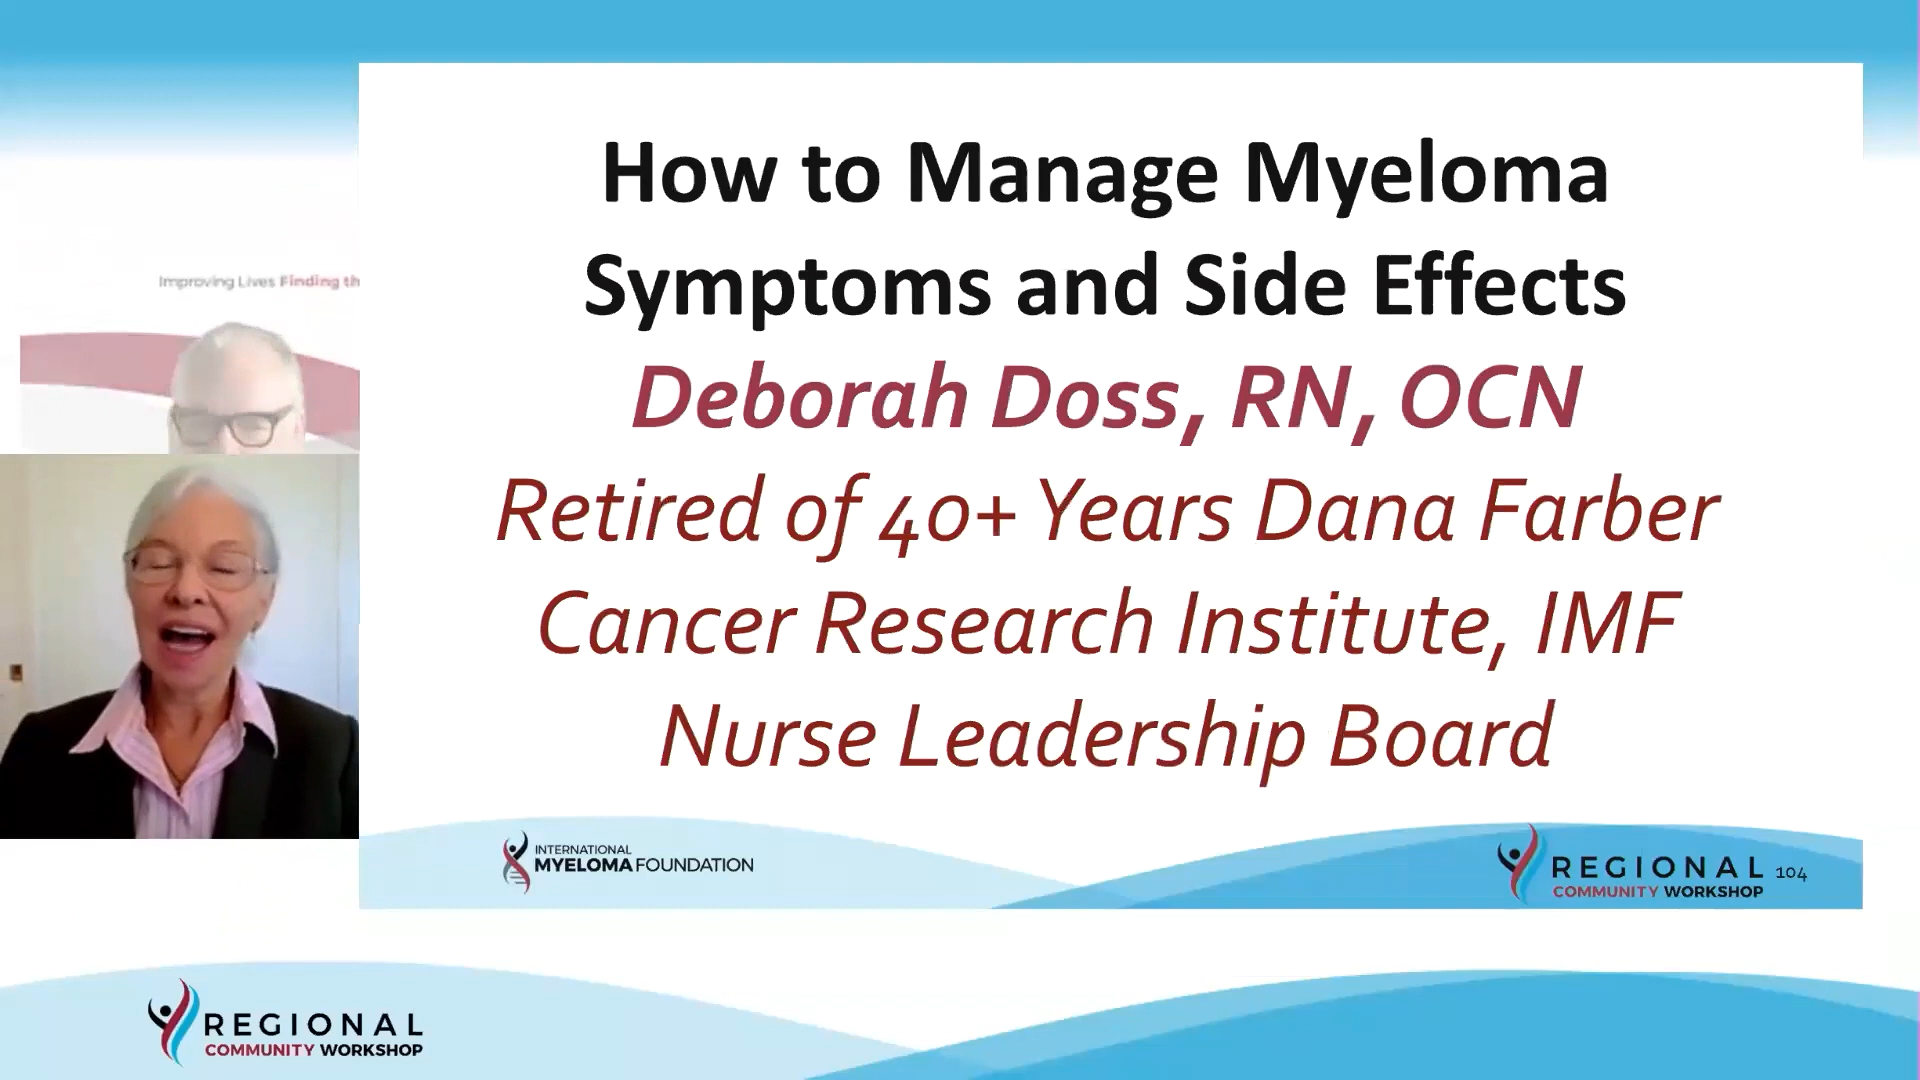 How to Manage Myeloma
Symptoms and Side Effects
Deborah Doss, RN, OCN
Retired of 40+ Years Dana Farber
Cancer Research Institute, IMF
Nurse Leadership Board
Improving Lives Finding th
INTERNATIONAL
MYELOMA FOUNDATION
REGIONAL
COMMUNITY WORKSHOP
104
REGIONAL
COMMUNITY WORKSHOP